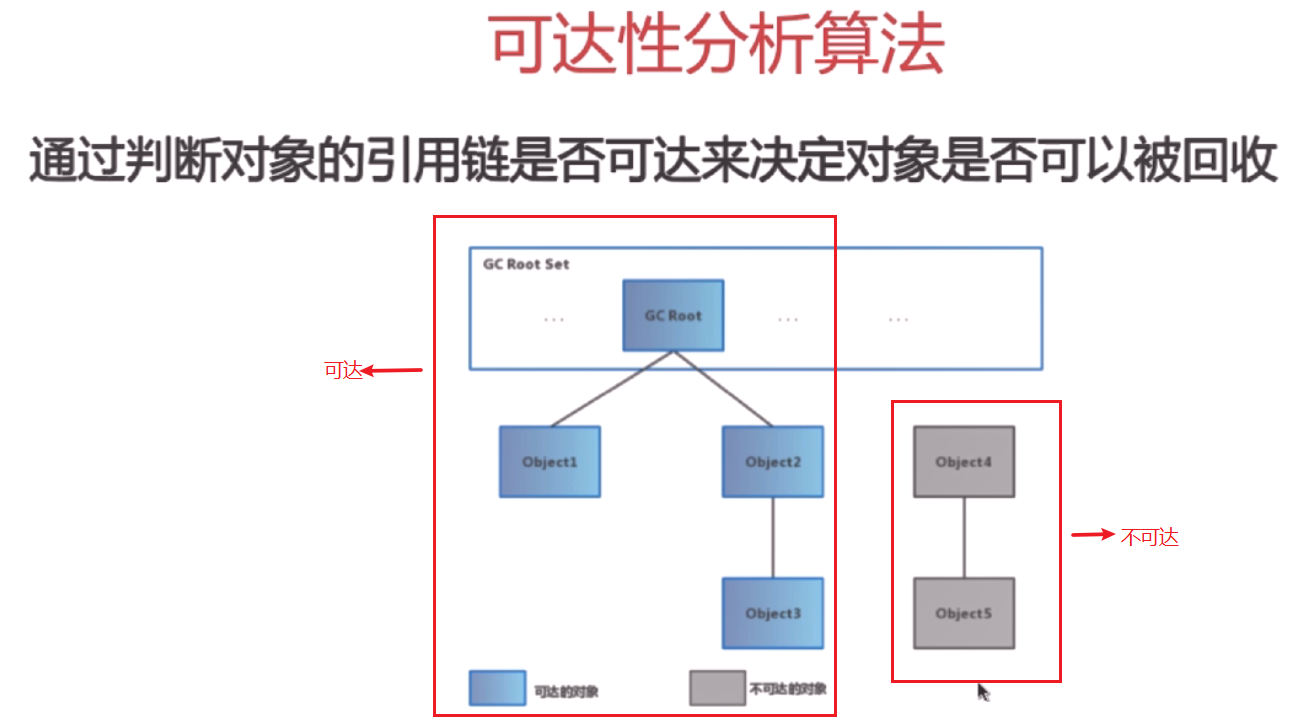 可达性分析算法
通过判断对象的引用链是否可达来决定对象是否可以被回收
GC Root Set
... GC Root ... ...
可达
Object1 Object2 Object4
不可达
Object3 Object5
可达的对象 不可达的对象